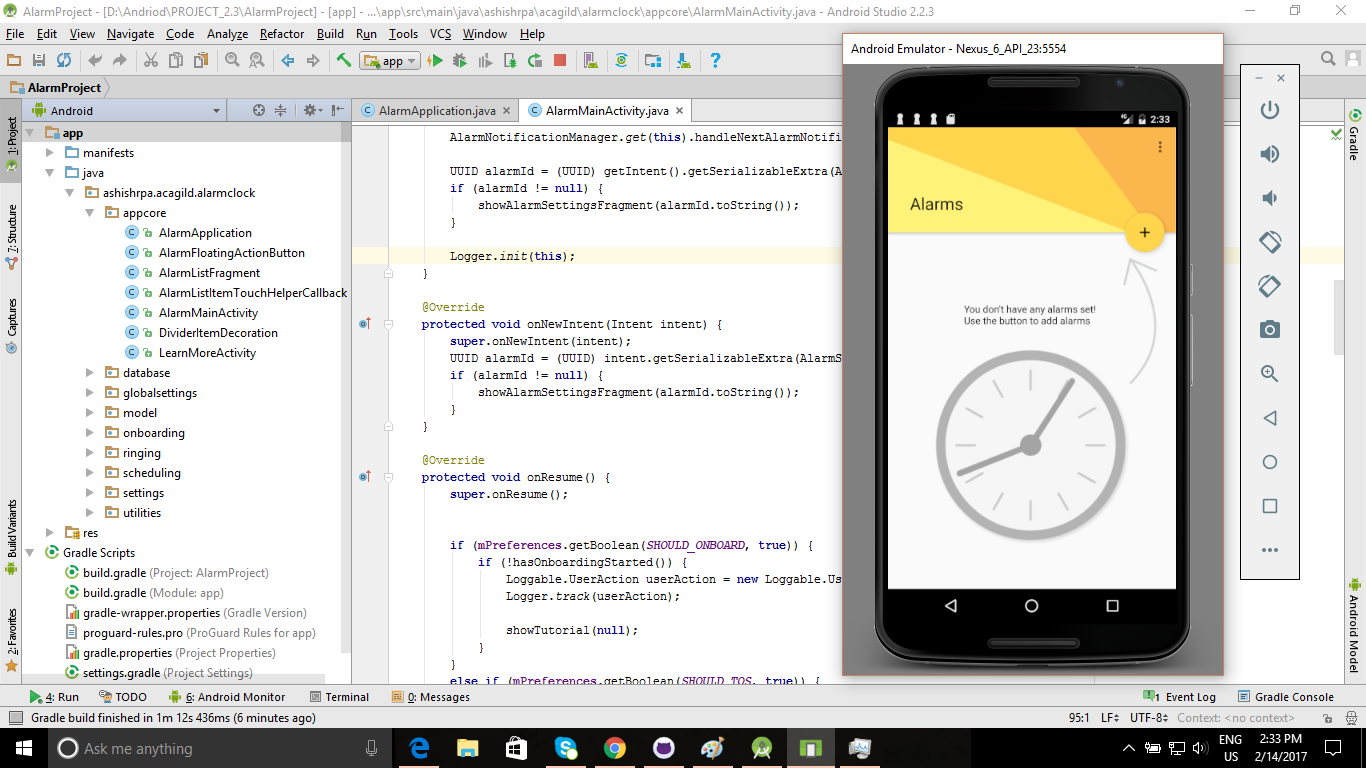 AlarmProject - [D:\Andriod\PROJECT_2.3\AlarmProject] - [app] - ...\app\src\main\java\ashishrpa\acagild\alarmclock\appcore\AlarmMainActivity.java - Android Studio 2.2.3
File Edit View Navigate Code Analyze Refactor Build Run Tools VCS Window Help
app
AlarmProject
Android
1: Project
7: Structure
Captures
Build Variants
2: Favorites
app
manifests
java
ashishrpa.acagild.alarmclock
appcore
AlarmApplication
AlarmFloatingActionButton
AlarmListFragment
AlarmListItemTouchHelperCallback
AlarmMainActivity
DividerItemDecoration
LearnMoreActivity
database
globalsettings
model
onboarding
ringing
scheduling
settings
utilities
res
Gradle Scripts
build.gradle (Project: AlarmProject)
build.gradle (Module: app)
gradle-wrapper.properties (Gradle Version)
proguard-rules.pro (ProGuard Rules for app)
gradle.properties (Project Properties)
settings.gradle (Project Settings)
AlarmApplication.java AlarmMainActivity.java
AlarmNotificationManager.get(this).handleNextAlarmNotif
UUID alarmId = (UUID) getIntent().getSerializableExtra(A
if (alarmId != null) {
showAlarmSettingsFragment(alarmId.toString());
}
Logger.init(this);
}
@Override
protected void onNewIntent(Intent intent) {
super.onNewIntent(intent);
UUID alarmId = (UUID) intent.getSerializableExtra(AlarmS
if (alarmId != null) {
showAlarmSettingsFragment(alarmId.toString());
}
}
@Override
protected void onResume() {
super.onResume();
if (mPreferences.getBoolean(SHOULD_ONBOARD, true)) {
if (!hasOnboardingStarted()) {
Loggable.UserAction userAction = new Loggable.Us
Logger.track(userAction);
showTutorial(null);
}
}
else if (mPreferences.getBoolean(SHOULD_TOS, true)) {
Android Emulator - Nexus_6_API_23:5554
2:33
Alarms
+
You don't have any alarms set!
Use the button to add alarms
Gradle
Android Model
4: Run TODO 6: Android Monitor Terminal 0: Messages 1 Event Log Gradle Console
Gradle build finished in 1m 12s 436ms (6 minutes ago) 95:1 LF UTF-8 Context: <no context>
Ask me anything
ENG 2:33 PM
US 2/14/2017